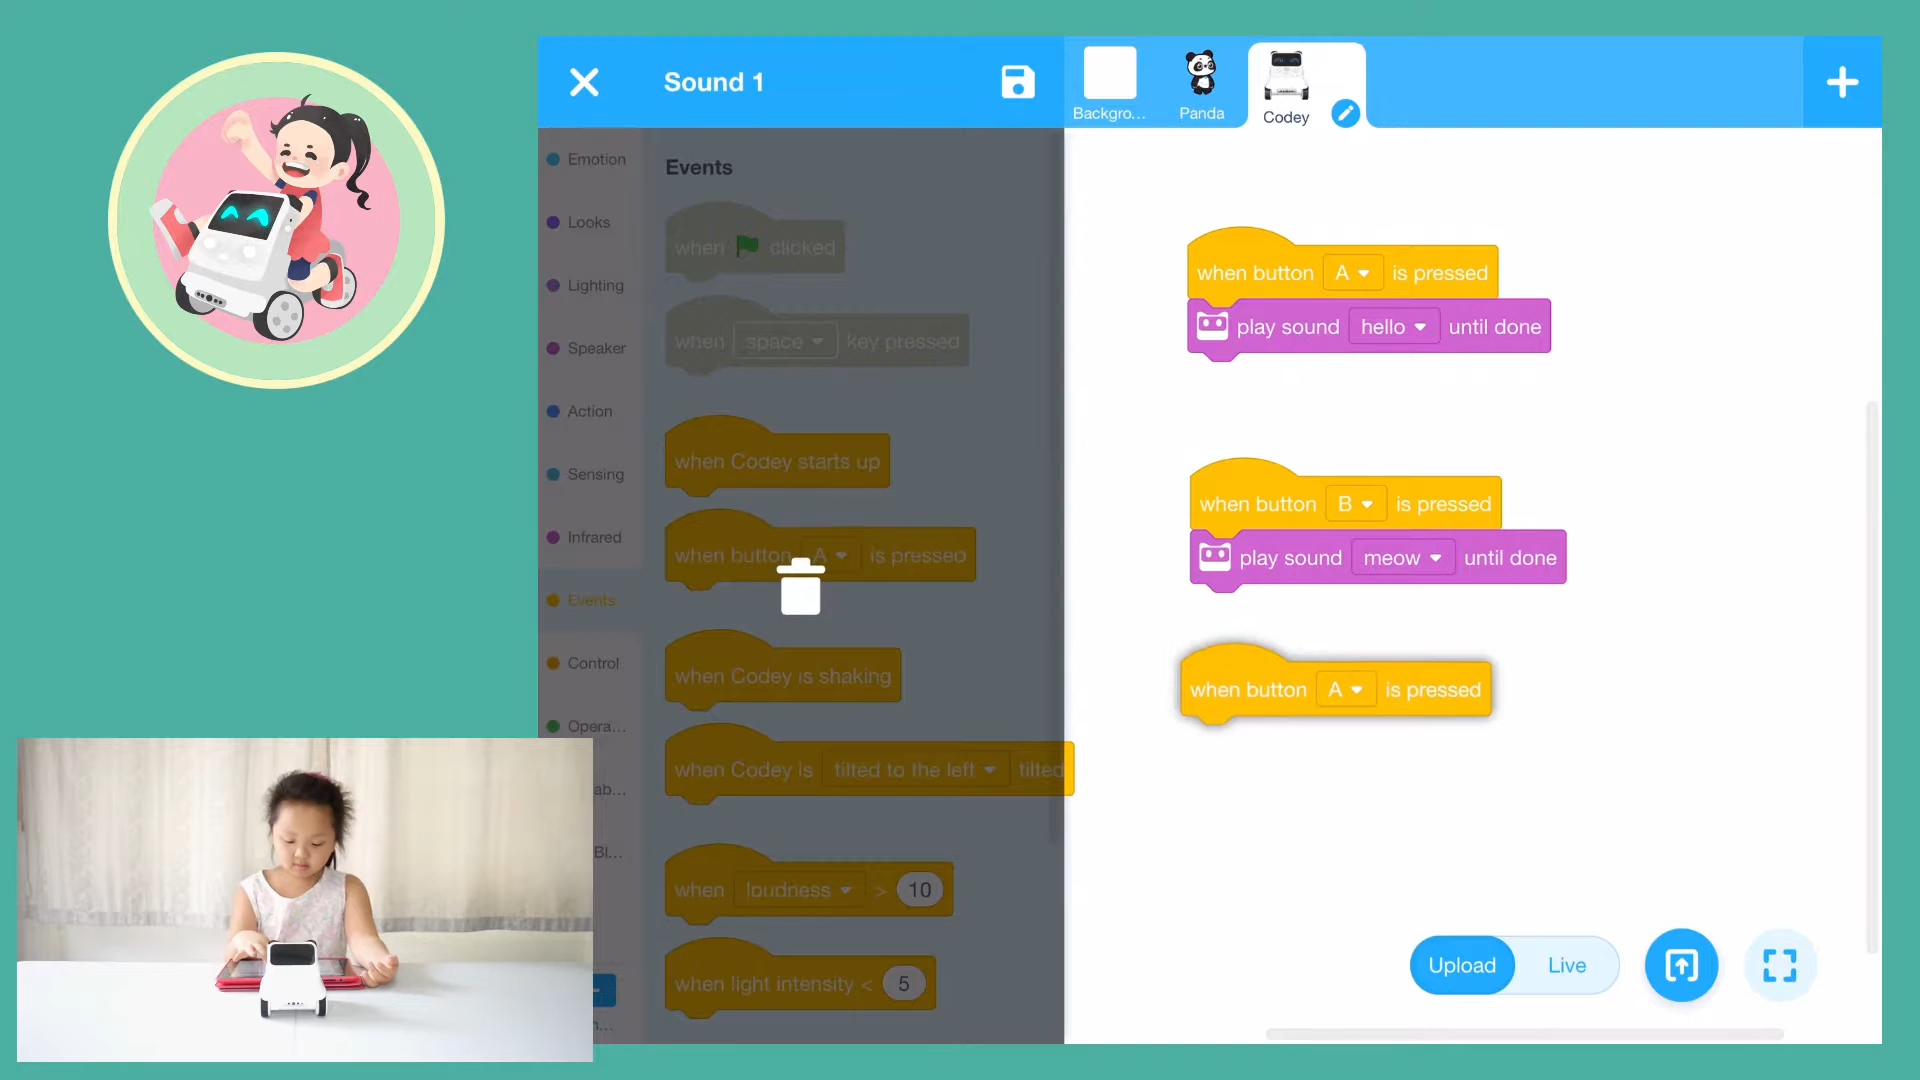 Sound 1
Backgro...
Panda
Codey
Emotion
Looks
Lighting
Speaker
Action
Sensing
Infrared
Events
Control
Opera...
ab...
Bl...
Events
when clicked
when space key pressed
when Codey starts up
when button A is pressed
when Codey is shaking
when Codey is tilted to the left tilted
when loudness > 10
when light intensity < 5
when button A is pressed
play sound hello until done
when button B is pressed
play sound meow until done
when button A is pressed
Upload
Live